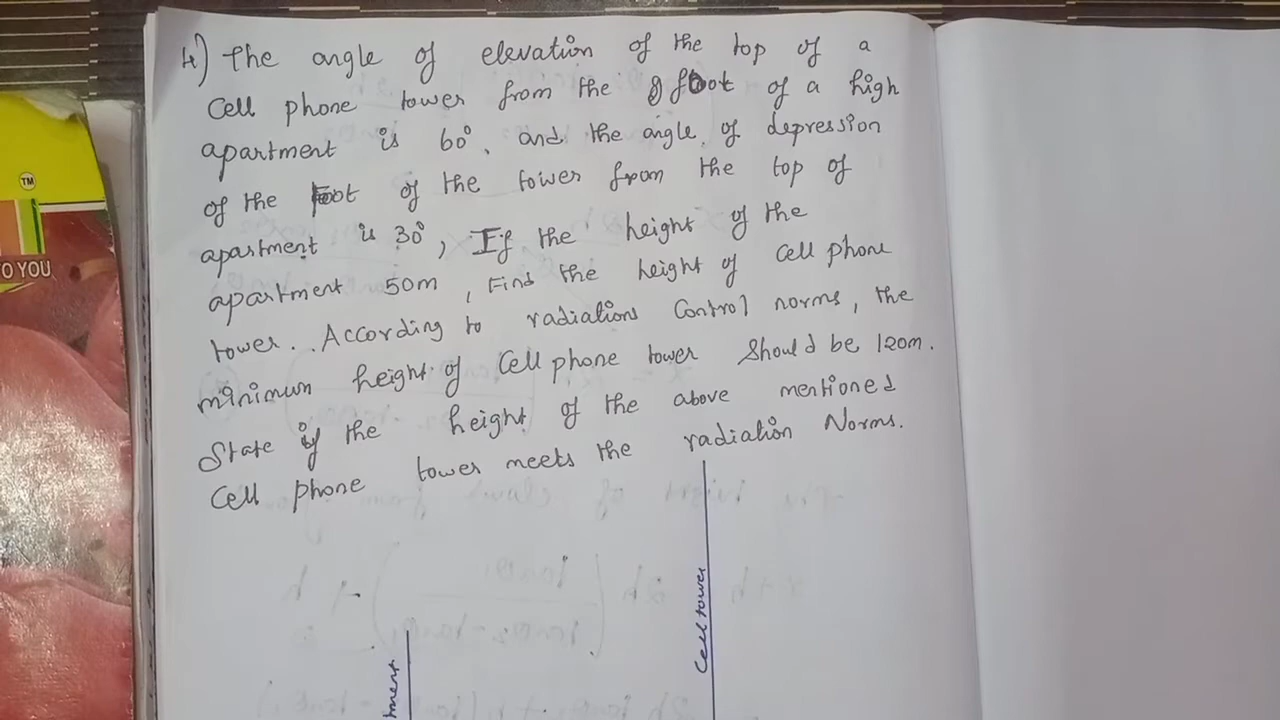 4) The angle of elevation of the top of a
cell phone tower from the foot of a high
apartment is 60°, and the angle of depression
of the Foot of the tower from the top of
apartment is 30°, If the height of the
apartment 50m, Find the height of cell phone
tower. According to radiations Control norms, the
minimum height of Cell phone tower Should be 120m.
State if the height of the above mentioned
Cell phone tower meets the radiation Norms.
Cell tower
TM
O YOU